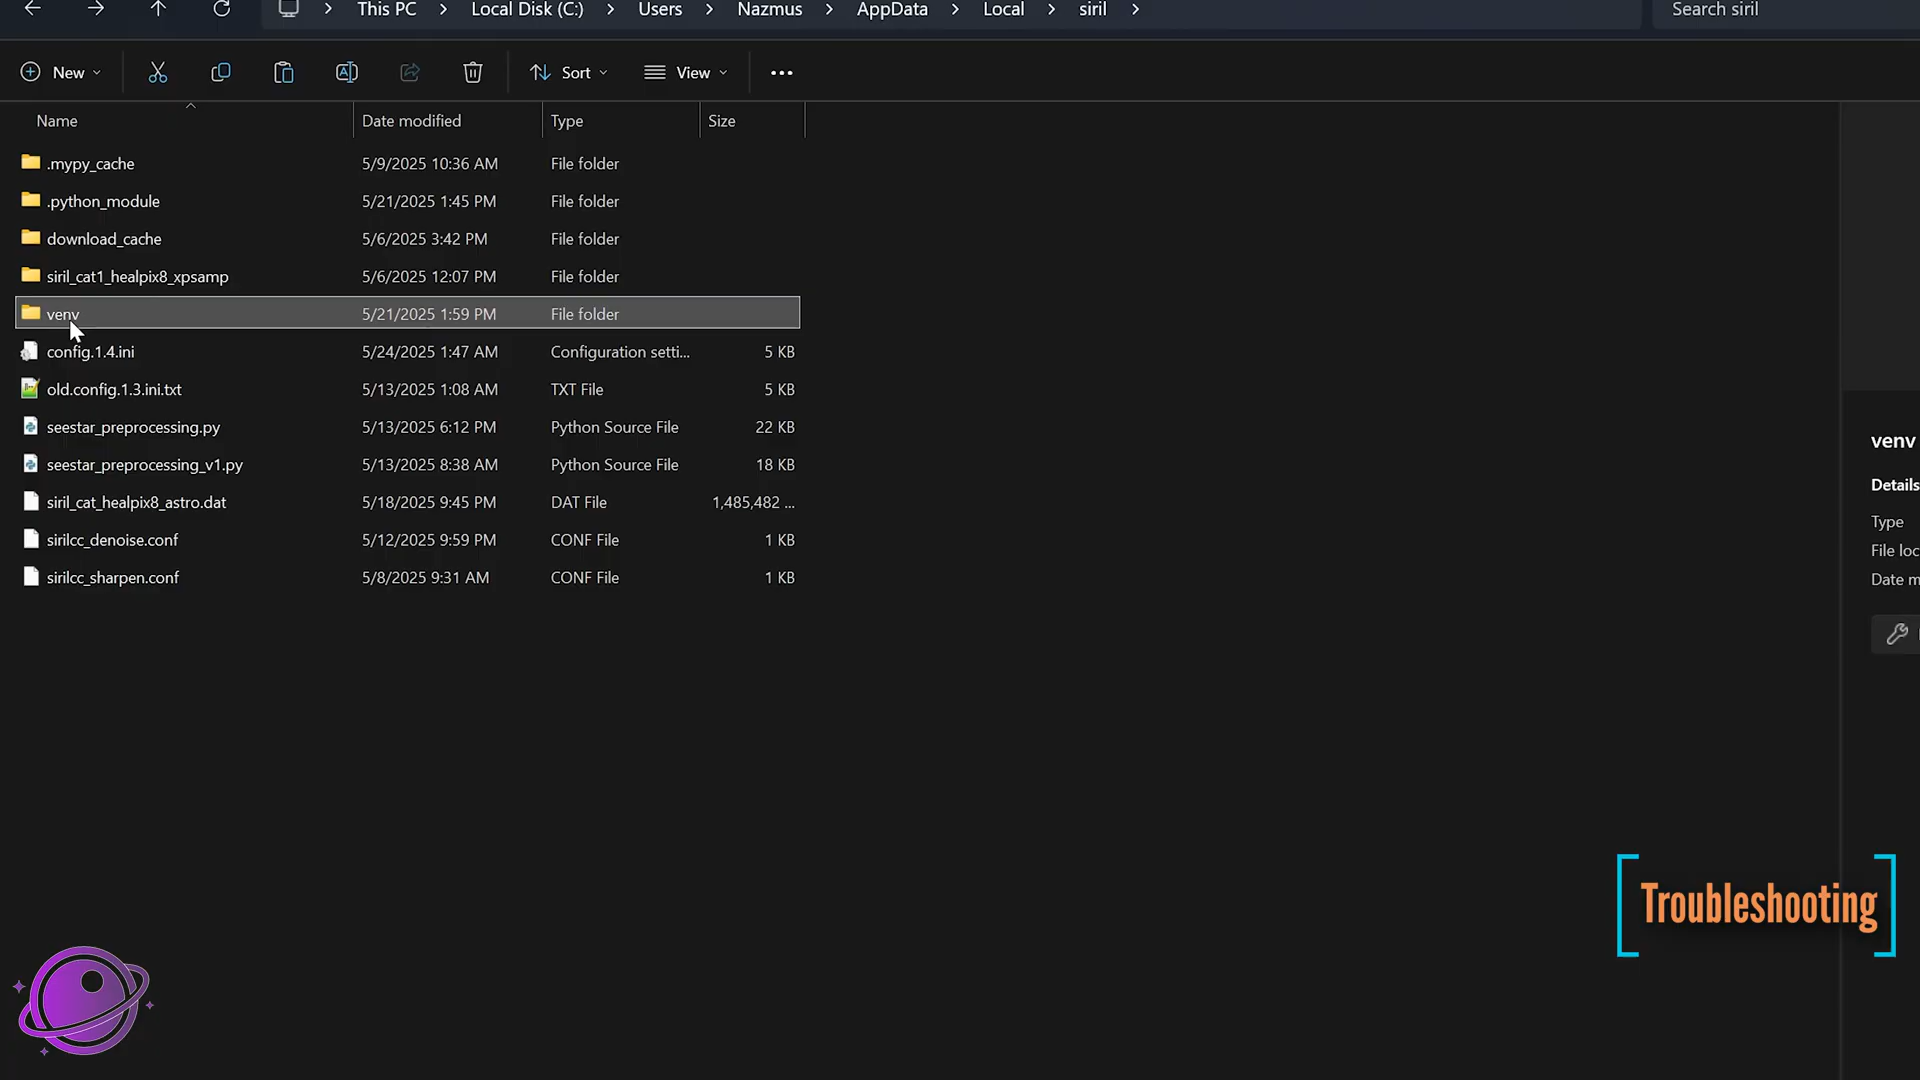 This PC > Local Disk (C:) > Users > Nazmus > AppData > Local > siril >
Search siril
New
Sort
View
Name Date modified Type Size
.mypy_cache 5/9/2025 10:36 AM File folder
.python_module 5/21/2025 1:45 PM File folder
download_cache 5/6/2025 3:42 PM File folder
siril_cat1_healpix8_xpsamp 5/6/2025 12:07 PM File folder
venv 5/21/2025 1:59 PM File folder
config.1.4.ini 5/24/2025 1:47 AM Configuration setti... 5 KB
old.config.1.3.ini.txt 5/13/2025 1:08 AM TXT File 5 KB
seestar_preprocessing.py 5/13/2025 6:12 PM Python Source File 22 KB
seestar_preprocessing_v1.py 5/13/2025 8:38 AM Python Source File 18 KB
siril_cat_healpix8_astro.dat 5/18/2025 9:45 PM DAT File 1,485,482 ...
sirilcc_denoise.conf 5/12/2025 9:59 PM CONF File 1 KB
sirilcc_sharpen.conf 5/8/2025 9:31 AM CONF File 1 KB
venv
Details
Type
File loc
Date m
Troubleshooting